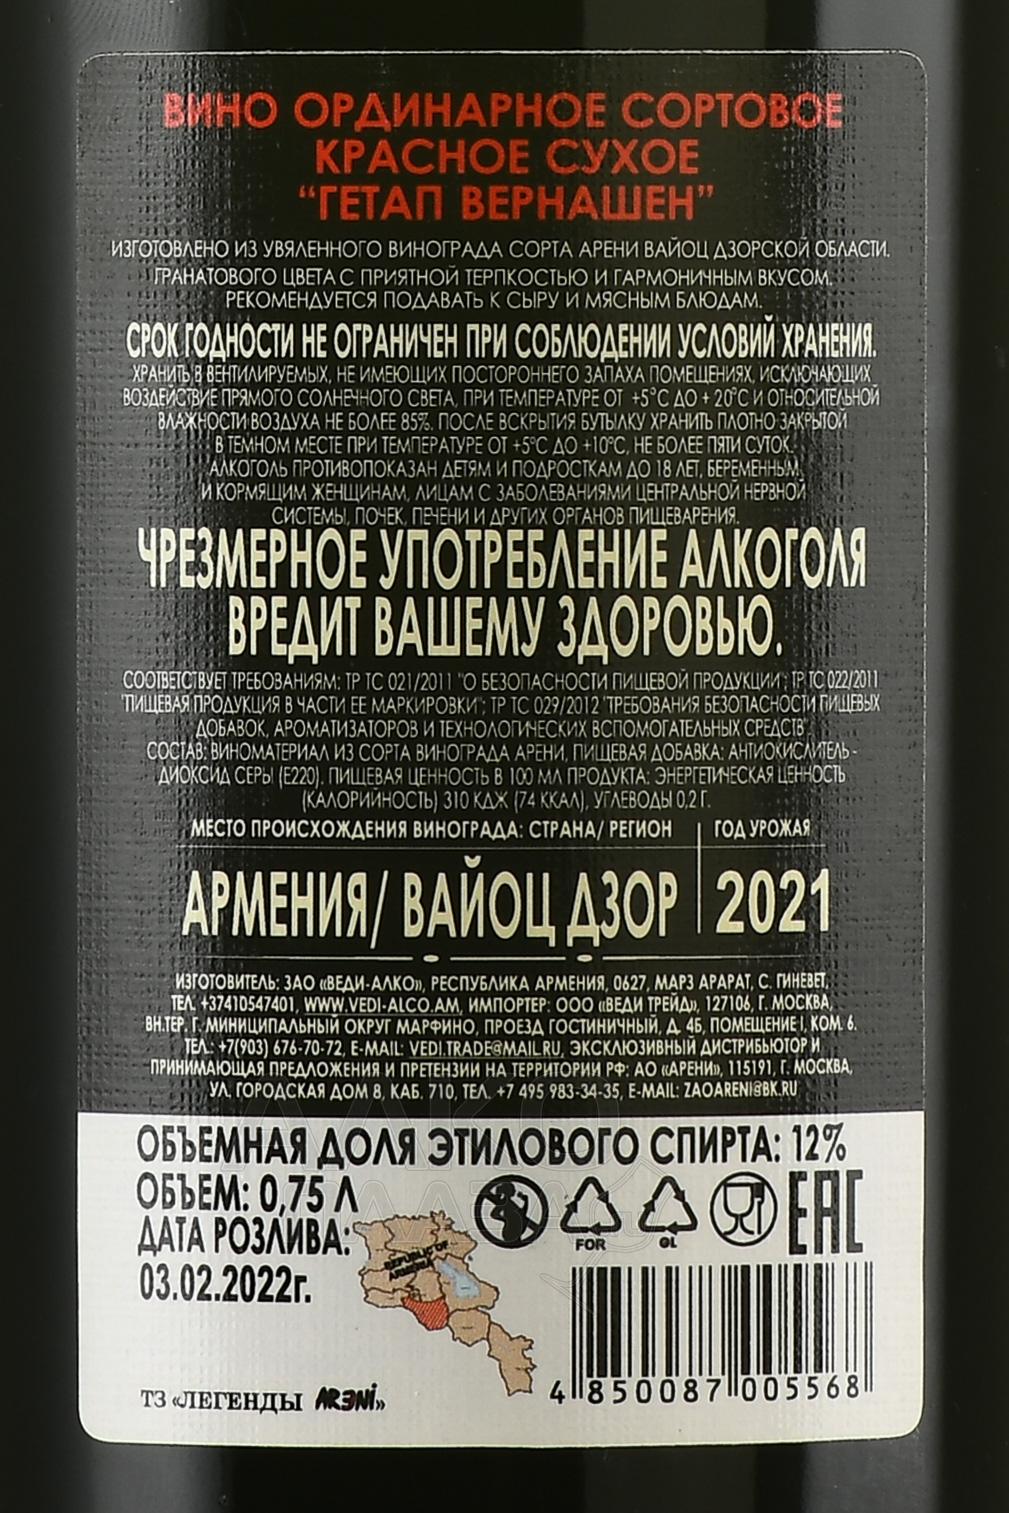 ВИНО ОРДИНАРНОЕ СОРТОВОЕ
КРАСНОЕ СУХОЕ
“ГЕТАП ВЕРНАШЕН”
ИЗГОТОВЛЕНО ИЗ УВЯЛЕННОГО ВИНОГРАДА СОРТА АРЕНИ ВАЙОЦ ДЗОРСКОЙ ОБЛАСТИ.
ГРАНАТОВОГО ЦВЕТА С ПРИЯТНОЙ ТЕРПКОСТЬЮ И ГАРМОНИЧНЫМ ВКУСОМ.
РЕКОМЕНДУЕТСЯ ПОДАВАТЬ К СЫРУ И МЯСНЫМ БЛЮДАМ.
СРОК ГОДНОСТИ НЕ ОГРАНИЧЕН ПРИ СОБЛЮДЕНИИ УСЛОВИЙ ХРАНЕНИЯ.
ХРАНИТЬ В ВЕНТИЛИРУЕМЫХ, НЕ ИМЕЮЩИХ ПОСТОРОННЕГО ЗАПАХА ПОМЕЩЕНИЯХ, ИСКЛЮЧАЮЩИХ
ВОЗДЕЙСТВИЕ ПРЯМОГО СОЛНЕЧНОГО СВЕТА, ПРИ ТЕМПЕРАТУРЕ ОТ +5°С ДО + 20°С И ОТНОСИТЕЛЬНОЙ
ВЛАЖНОСТИ ВОЗДУХА НЕ БОЛЕЕ 85%. ПОСЛЕ ВСКРЫТИЯ БУТЫЛКУ ХРАНИТЬ ПЛОТНО ЗАКРЫТОЙ
В ТЕМНОМ МЕСТЕ ПРИ ТЕМПЕРАТУРЕ ОТ +5°С ДО +10°С, НЕ БОЛЕЕ ПЯТИ СУТОК.
АЛКОГОЛЬ ПРОТИВОПОКАЗАН ДЕТЯМ И ПОДРОСТКАМ ДО 18 ЛЕТ, БЕРЕМЕННЫМ
И КОРМЯЩИМ ЖЕНЩИНАМ, ЛИЦАМ С ЗАБОЛЕВАНИЯМИ ЦЕНТРАЛЬНОЙ НЕРВНОЙ
СИСТЕМЫ, ПОЧЕК, ПЕЧЕНИ И ДРУГИХ ОРГАНОВ ПИЩЕВАРЕНИЯ.
ЧРЕЗМЕРНОЕ УПОТРЕБЛЕНИЕ АЛКОГОЛЯ
ВРЕДИТ ВАШЕМУ ЗДОРОВЬЮ.
СООТВЕТСТВУЕТ ТРЕБОВАНИЯМ: ТР ТС 021/2011 "О БЕЗОПАСНОСТИ ПИЩЕВОЙ ПРОДУКЦИИ"; ТР ТС 022/2011
"ПИЩЕВАЯ ПРОДУКЦИЯ В ЧАСТИ ЕЕ МАРКИРОВКИ"; ТР ТС 029/2012 "ТРЕБОВАНИЯ БЕЗОПАСНОСТИ ПИЩЕВЫХ
ДОБАВОК, АРОМАТИЗАТОРОВ И ТЕХНОЛОГИЧЕСКИХ ВСПОМОГАТЕЛЬНЫХ СРЕДСТВ".
СОСТАВ: ВИНОМАТЕРИАЛ ИЗ СОРТА ВИНОГРАДА АРЕНИ, ПИЩЕВАЯ ДОБАВКА: АНТИОКИСЛИТЕЛЬ -
ДИОКСИД СЕРЫ (Е220), ПИЩЕВАЯ ЦЕННОСТЬ В 100 МЛ ПРОДУКТА: ЭНЕРГЕТИЧЕСКАЯ ЦЕННОСТЬ
(КАЛОРИЙНОСТЬ) 310 КДЖ (74 ККАЛ), УГЛЕВОДЫ 0,2 Г.
МЕСТО ПРОИСХОЖДЕНИЯ ВИНОГРАДА: СТРАНА/ РЕГИОН ГОД УРОЖАЯ
АРМЕНИЯ/ ВАЙОЦ ДЗОР 2021
ИЗГОТОВИТЕЛЬ: ЗАО «ВЕДИ-АЛКО», РЕСПУБЛИКА АРМЕНИЯ, 0627, МАРЗ АРАРАТ, С. ГИНЕВЕТ,
ТЕЛ. +37410547401, WWW.VEDI-ALCO.AM, ИМПОРТЕР: ООО «ВЕДИ ТРЕЙД», 127106, Г. МОСКВА,
ВН.ТЕР. Г. МУНИЦИПАЛЬНЫЙ ОКРУГ МАРФИНО, ПРОЕЗД ГОСТИНИЧНЫЙ, Д. 4Б, ПОМЕЩЕНИЕ I, КОМ. 6.
ТЕЛ.: +7(903) 676-70-72, E-MAIL: VEDI.TRADE@MAIL.RU, ЭКСКЛЮЗИВНЫЙ ДИСТРИБЬЮТОР И
ПРИНИМАЮЩАЯ ПРЕДЛОЖЕНИЯ И ПРЕТЕНЗИИ НА ТЕРРИТОРИИ РФ: АО «АРЕНИ», 115191, Г. МОСКВА,
УЛ. ГОРОДСКАЯ ДОМ 8, КАБ. 710, ТЕЛ. +7 495 983-34-35, E-MAIL: ZAOARENI@BK.RU
ОБЪЕМНАЯ ДОЛЯ ЭТИЛОВОГО СПИРТА: 12%
ОБЪЕМ: 0,75 Л
ДАТА РОЗЛИВА:
03.02.2022г.
REPUBLIC OF
ARMENIA
FOR GL
EAC
ТЗ «ЛЕГЕНДЫ ARЭNI»
4 850087 005568